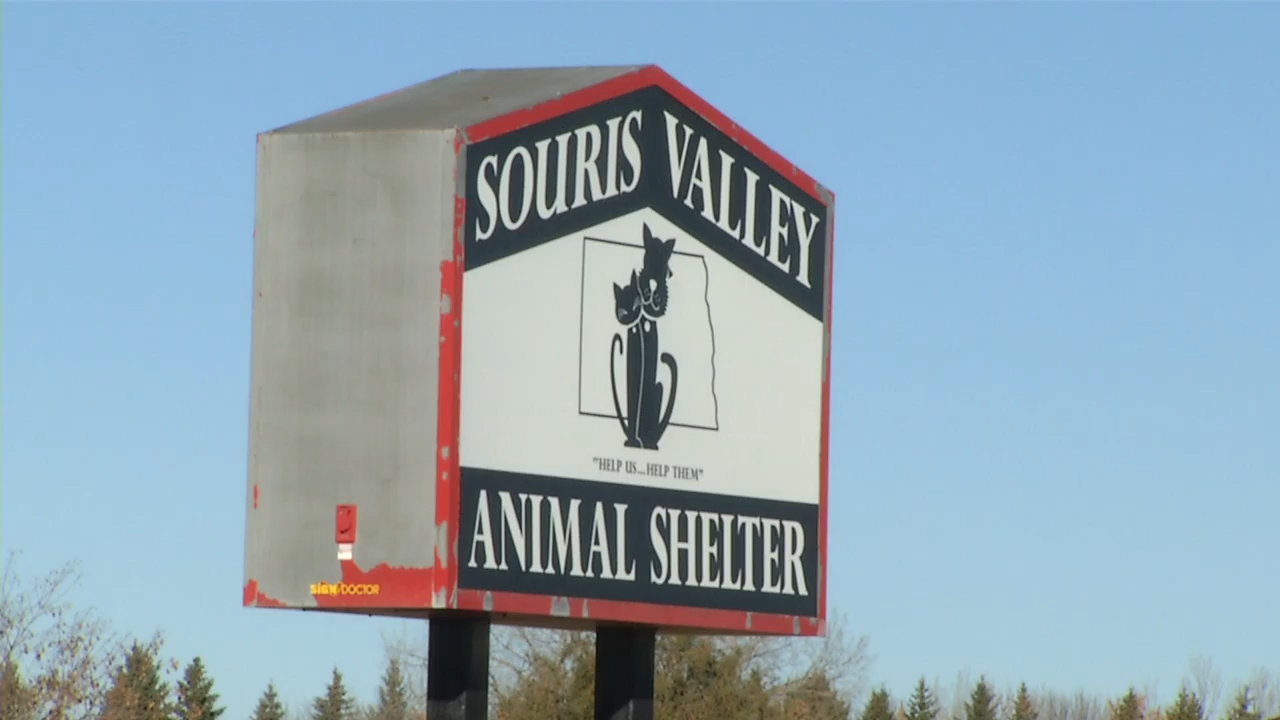 SOURIS VALLEY
"HELP US...HELP THEM"
ANIMAL SHELTER
SIGN DOCTOR